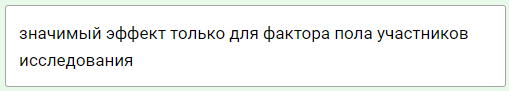 значимый эффект только для фактора пола участников
исследования